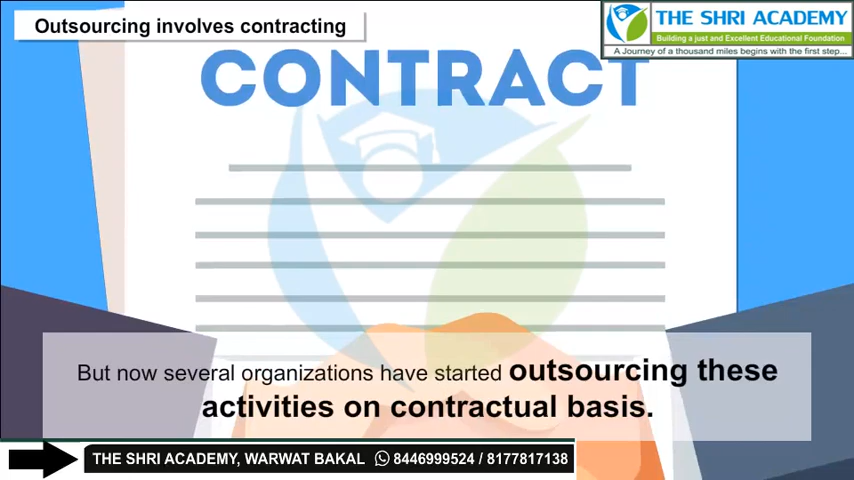 Outsourcing involves contracting
THE SHRI ACADEMY
Building a just and Excellent Educational Foundation
A Journey of a thousand miles begins with the first step...
CONTRACT
But now several organizations have started outsourcing these
activities on contractual basis.
THE SHRI ACADEMY, WARWAT BAKAL 8446999524 / 8177817138